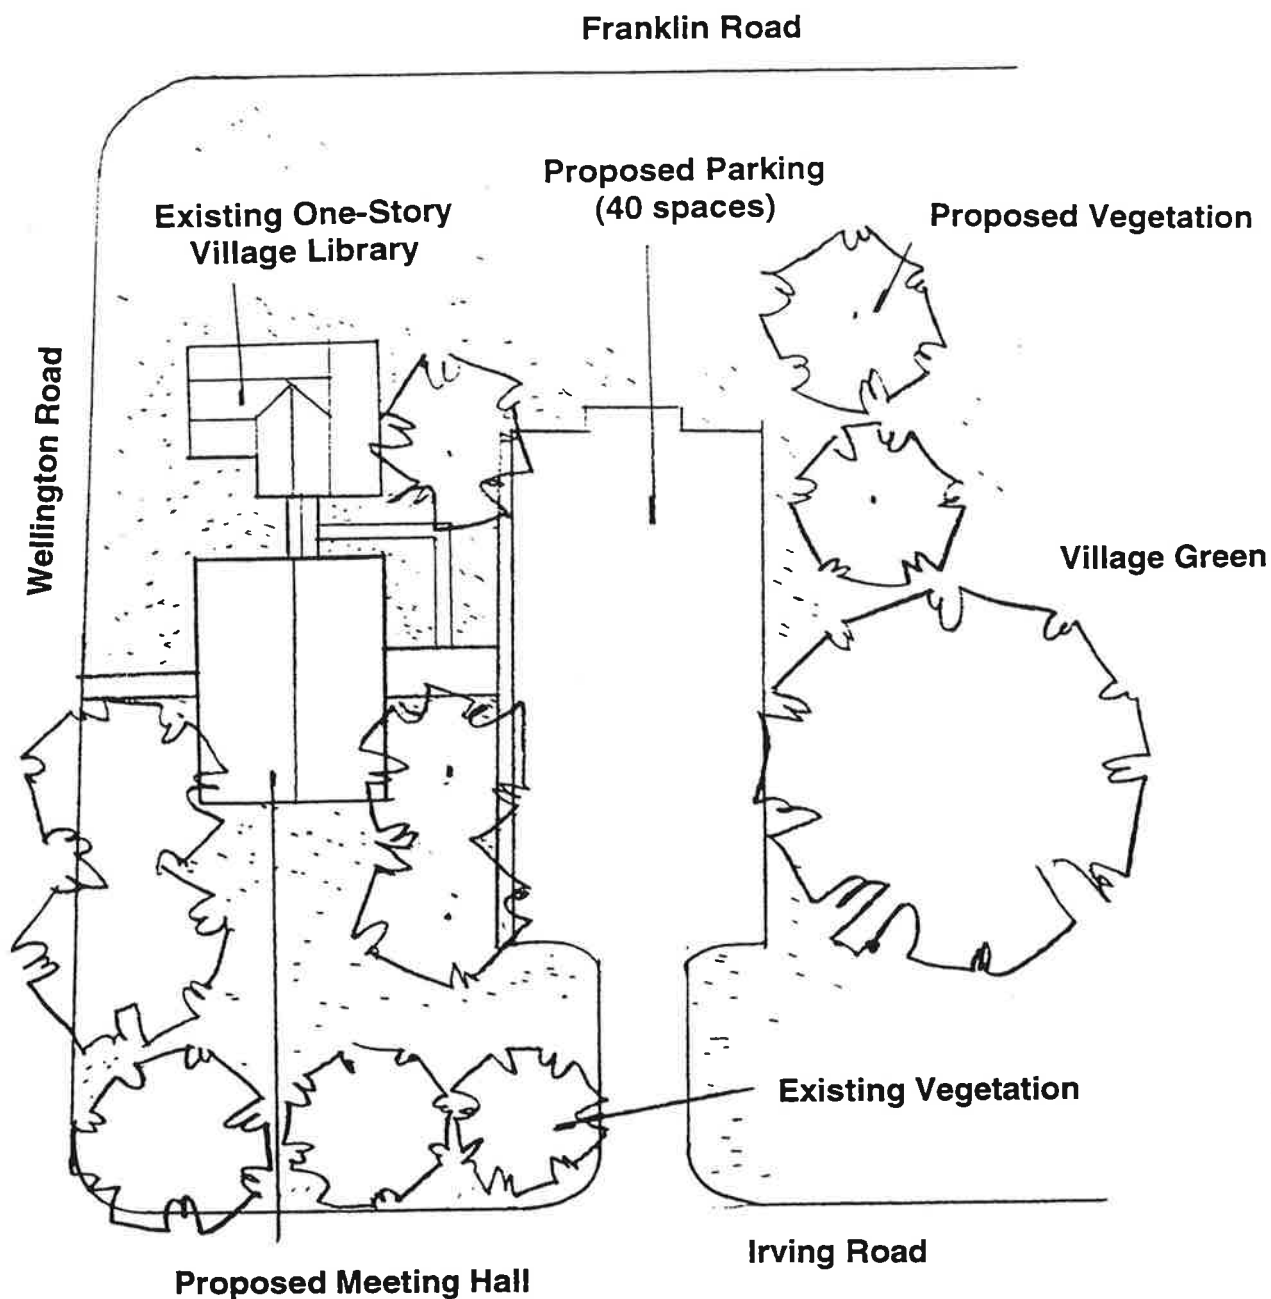 Franklin Road
Proposed Parking
(40 spaces)
Existing One-Story
Village Library
Proposed Vegetation
Wellington Road
Village Green
Existing Vegetation
Irving Road
Proposed Meeting Hall